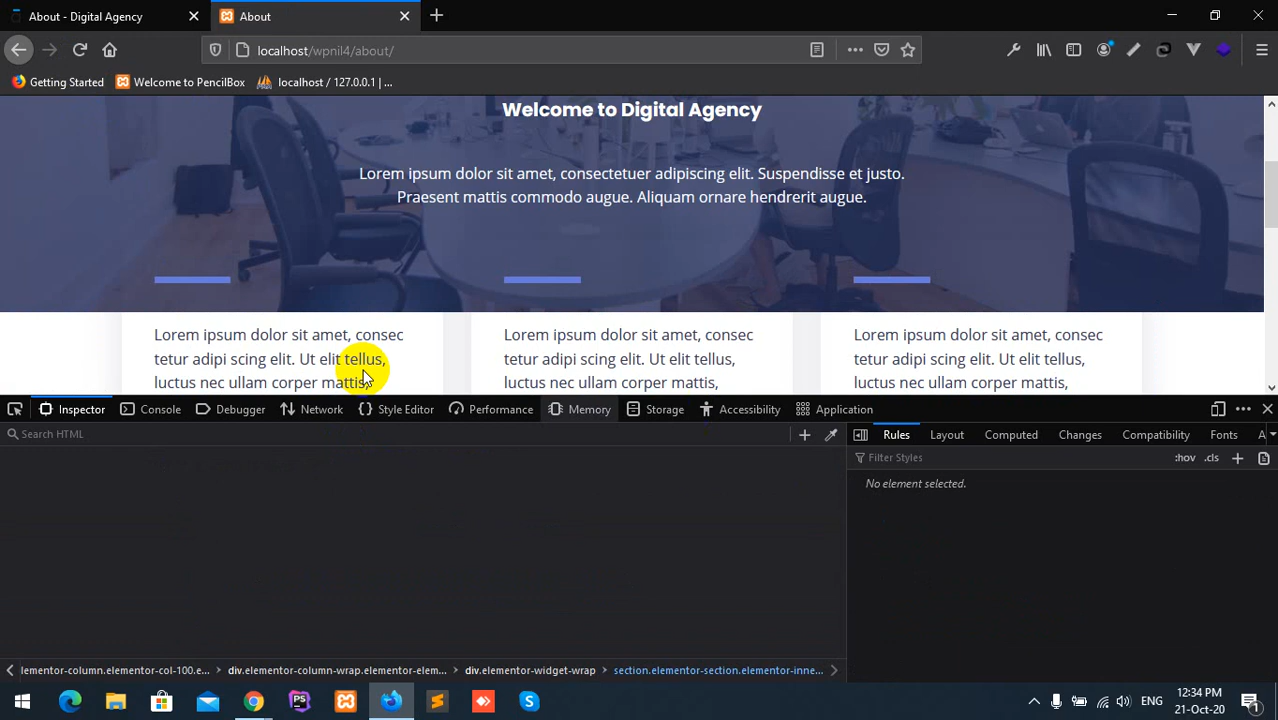 About - Digital Agency
About
localhost/wpnil4/about/
Getting Started
Welcome to PencilBox
localhost / 127.0.0.1 | ...
Welcome to Digital Agency
Lorem ipsum dolor sit amet, consectetuer adipiscing elit. Suspendisse et justo.
Praesent mattis commodo augue. Aliquam ornare hendrerit augue.
Lorem ipsum dolor sit amet, consec
tetur adipi scing elit. Ut elit tellus,
luctus nec ullam corper mattis,
Lorem ipsum dolor sit amet, consec
tetur adipi scing elit. Ut elit tellus,
luctus nec ullam corper mattis,
Lorem ipsum dolor sit amet, consec
tetur adipi scing elit. Ut elit tellus,
luctus nec ullam corper mattis,
Inspector
Console
Debugger
Network
Style Editor
Performance
Memory
Storage
Accessibility
Application
Search HTML
Rules
Layout
Computed
Changes
Compatibility
Fonts
A
Filter Styles
:hov
.cls
No element selected.
lementor-column.elementor-col-100.e...
div.elementor-column-wrap.elementor-elem...
div.elementor-widget-wrap
section.elementor-section.elementor-inne...
PS
S
ENG
12:34 PM
21-Oct-20
1